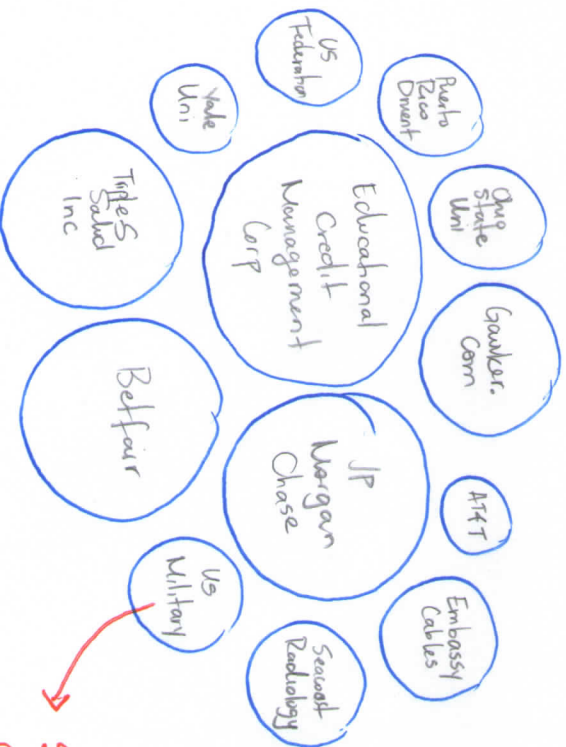 US
Federation
Puerto
Rico
Dment
Yale
Uni
Ohio
state
Uni
Educational
Credit
Management
Corp
Gawker.
Com
Triple S
Salud
Inc
Betfair
JP
Morgan
Chase
AT&T
Embassy
Cables
US
Military
Seacoast
Radiology